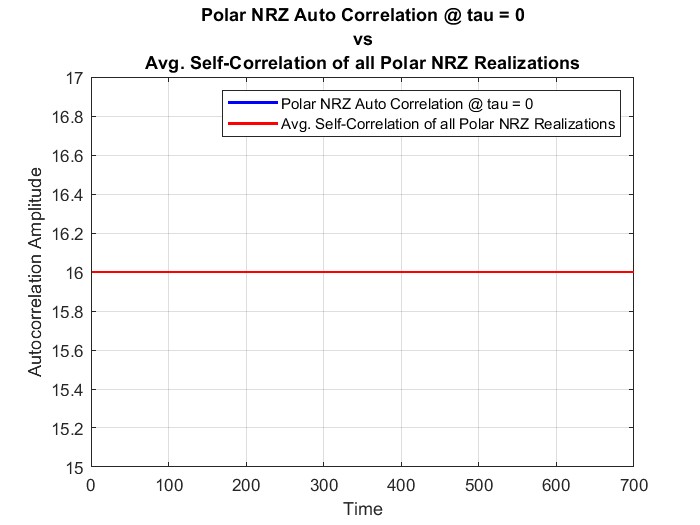 Polar NRZ Auto Correlation @ tau = 0
vs
Avg. Self-Correlation of all Polar NRZ Realizations
Polar NRZ Auto Correlation @ tau = 0
Avg. Self-Correlation of all Polar NRZ Realizations
Autocorrelation Amplitude
17
16.8
16.6
16.4
16.2
16
15.8
15.6
15.4
15.2
15
0 100 200 300 400 500 600 700
Time